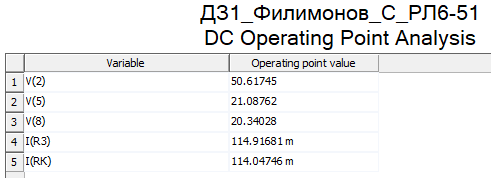 ДЗ1_Филимонов_С_РЛ6-51
DC Operating Point Analysis
Variable Operating point value
1 V(2) 50.61745
2 V(5) 21.08762
3 V(8) 20.34028
4 I(R3) 114.91681 m
5 I(RK) 114.04746 m